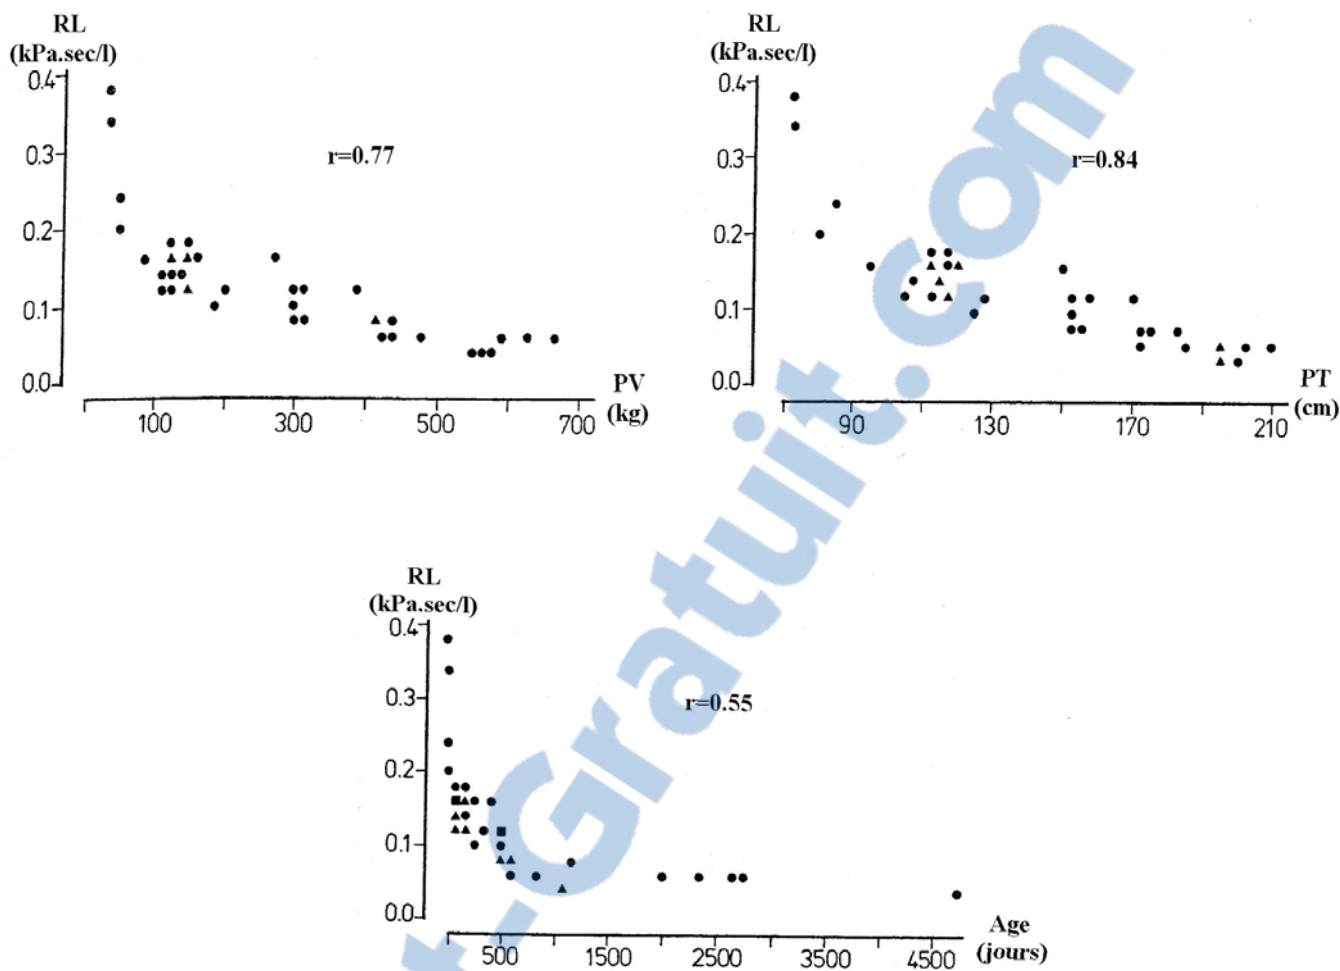 RL
(kPa.sec/l)
0.4
0.3
0.2
0.1
0.0
r=0.77
100 300 500 700
PV
(kg)
RL
(kPa.sec/l)
0.4
0.3
0.2
0.1
0.0
r=0.84
90 130 170 210
PT
(cm)
RL
(kPa.sec/l)
0.4
0.3
0.2
0.1
0.0
r=0.55
500 1500 2500 3500 4500
Age
(jours)
t-Gratuit.com